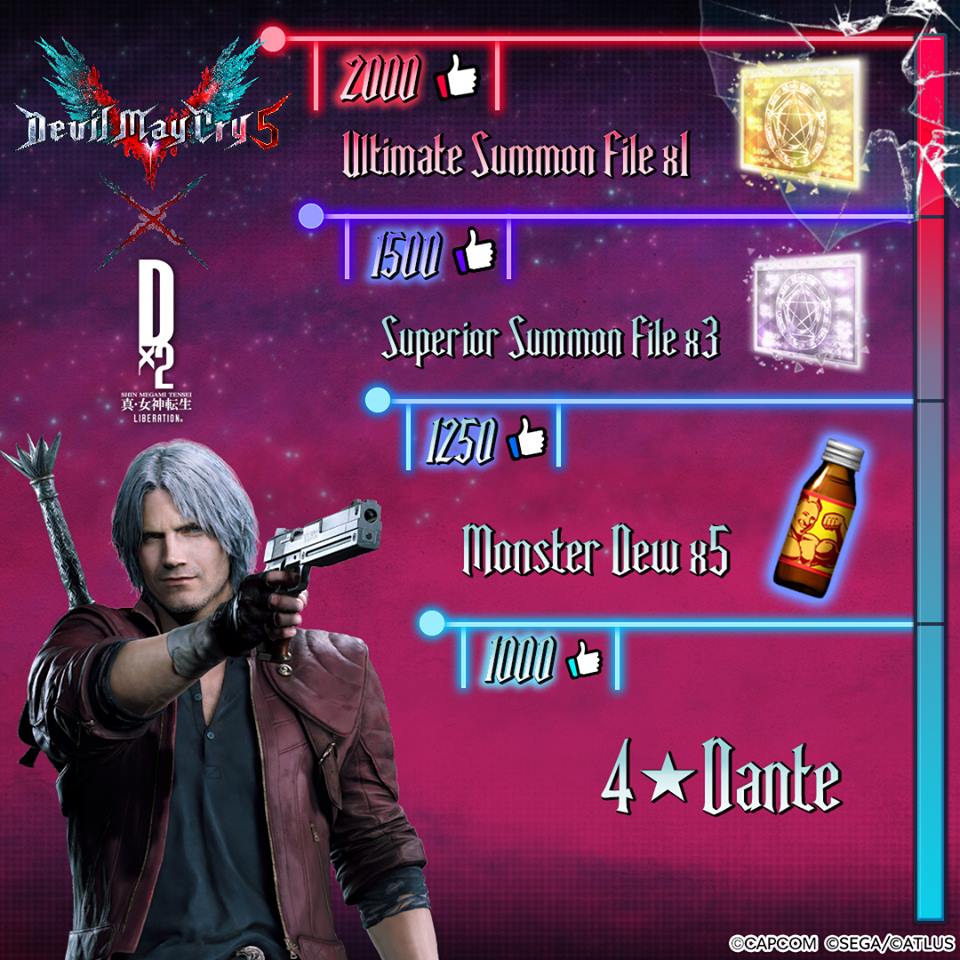 Devil May Cry 5
D
x2
SHIN MEGAMI TENSEI
真・女神転生
LIBERATION®
2000
Ultimate Summon File x1
1500
Superior Summon File x3
1250
Monster Dew x5
1000
4★Dante
©CAPCOM ©SEGA/©ATLUS